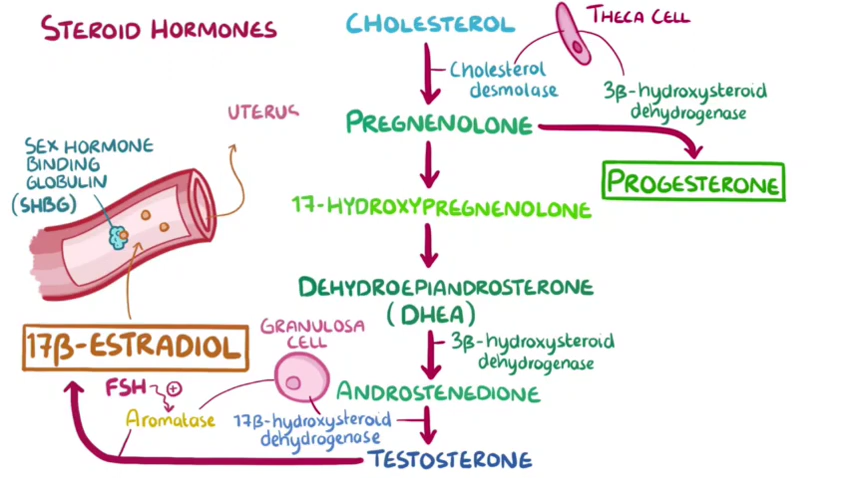 STEROID HORMONES
CHOLESTEROL
THECA CELL
Cholesterol
desmolase
3β-hydroxysteroid
dehydrogenase
UTERUS
PREGNENOLONE
SEX HORMONE
BINDING
GLOBULIN
(SHBG)
PROGESTERONE
17-HYDROXYPREGNENOLONE
DEHYDROEPIANDROSTERONE
(DHEA)
17β-ESTRADIOL
GRANULOSA
CELL
3β-hydroxysteroid
dehydrogenase
FSH +
ANDROSTENEDIONE
Aromatase
17β-hydroxysteroid
dehydrogenase
TESTOSTERONE